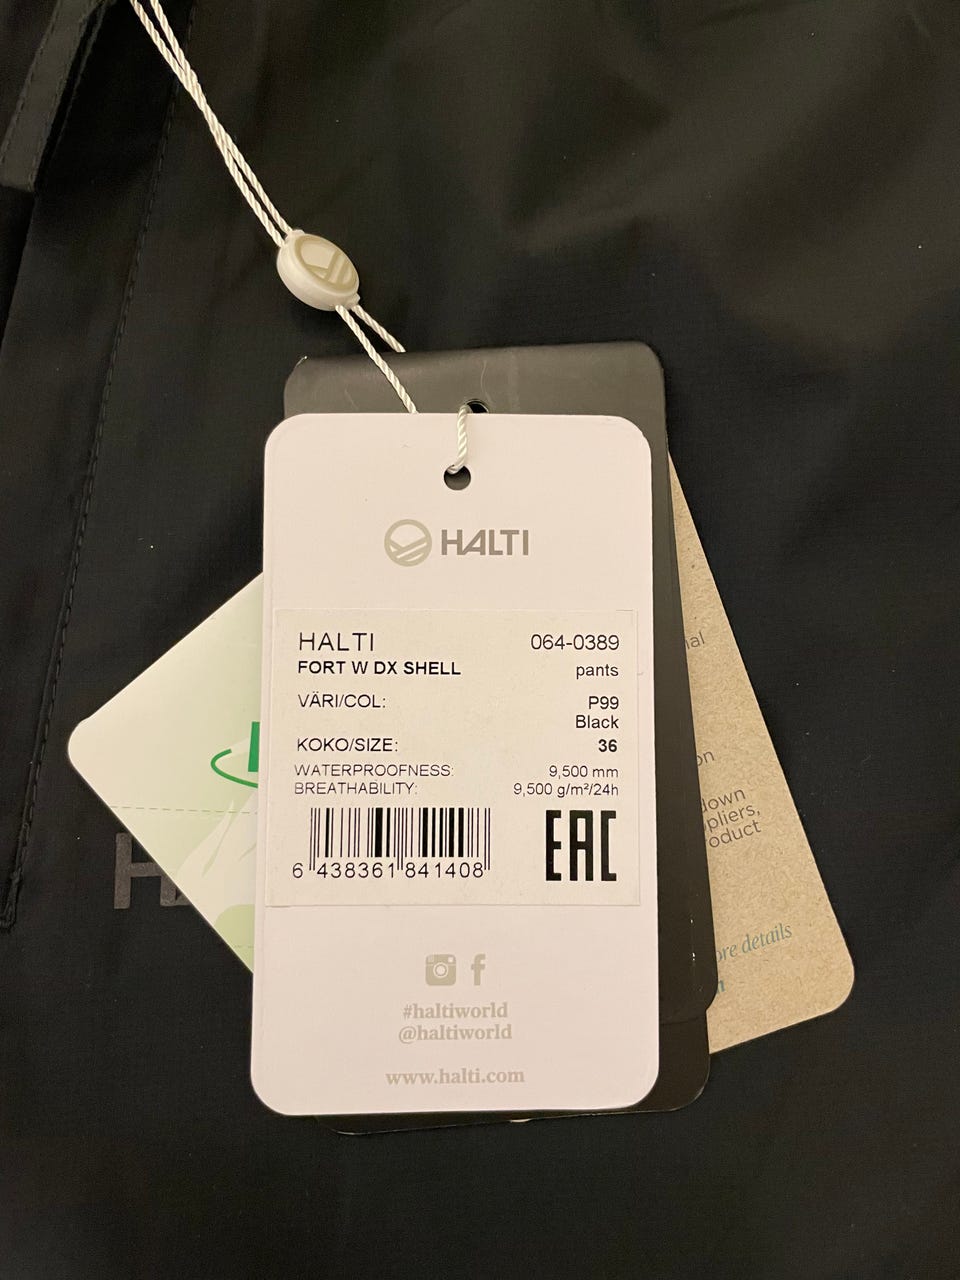 HALTI
HALTI 064-0389
FORT W DX SHELL pants
VÄRI/COL: P99
Black
KOKO/SIZE: 36
WATERPROOFNESS: 9,500 mm
BREATHABILITY: 9,500 g/m²/24h
6 438361 841408
EAC
#haltiworld
@haltiworld
www.halti.com
details